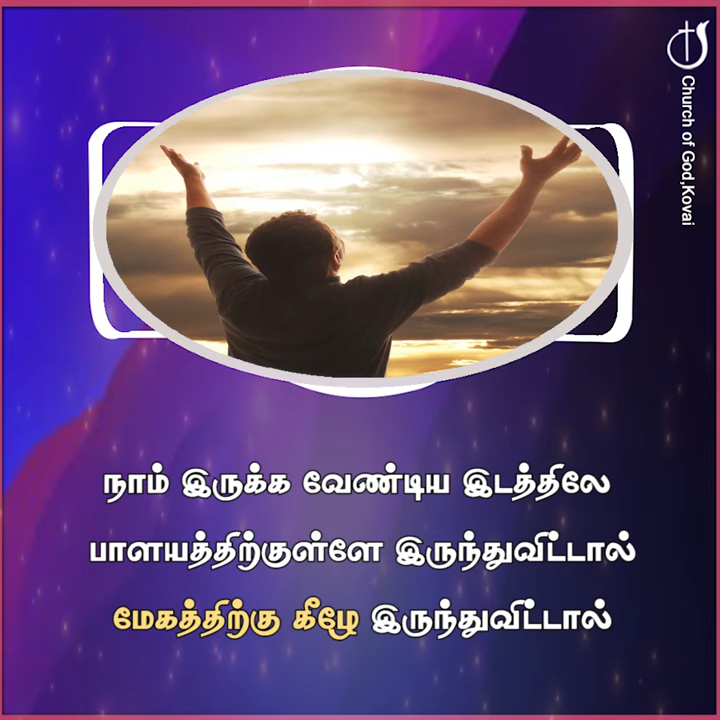 Church of God,Kovai
நாம் இருக்க வேண்டிய இடத்திலே
பாளயத்திற்குள்ளே இருந்துவிட்டால்
மேகத்திற்கு கீழே இருந்துவிட்டால்